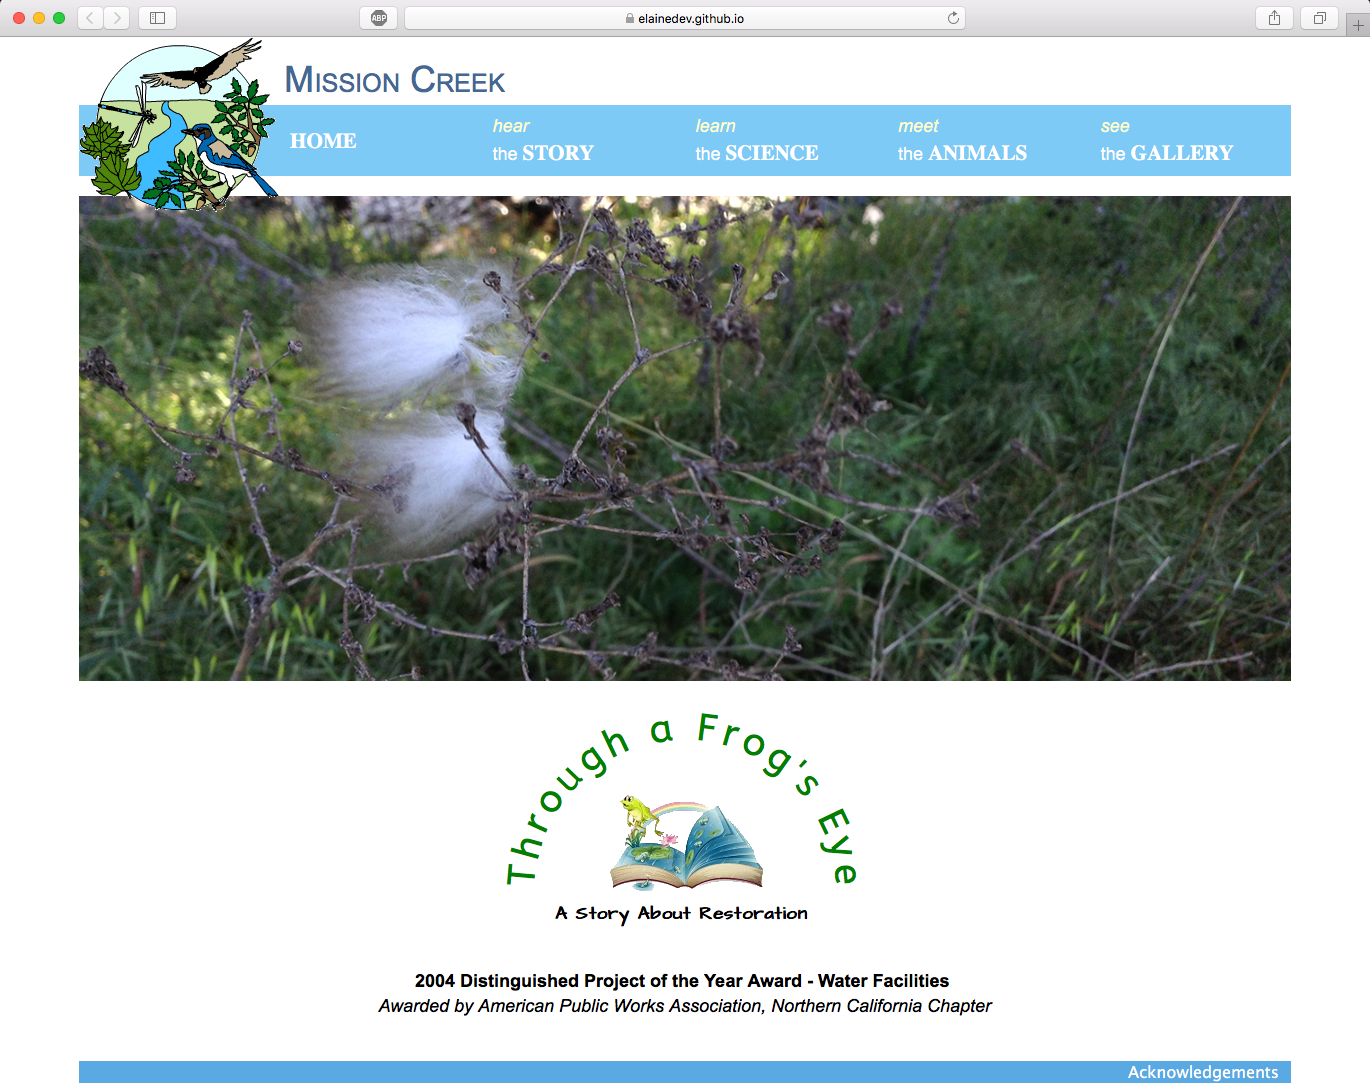 ABP
elainedev.github.io
Mission Creek
HOME
hear
the STORY
learn
the SCIENCE
meet
the ANIMALS
see
the GALLERY
Through a Frog's Eye
A Story About Restoration
2004 Distinguished Project of the Year Award - Water Facilities
Awarded by American Public Works Association, Northern California Chapter
Acknowledgements